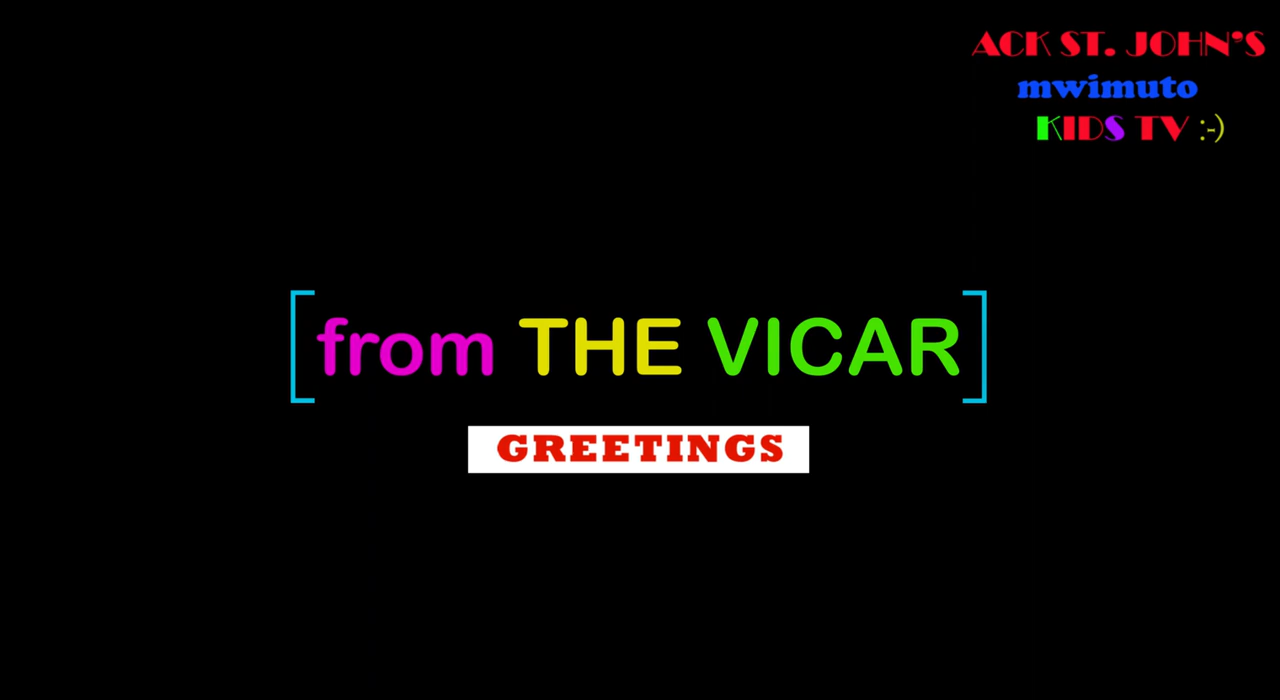 ACK ST. JOHN'S
mwimuto
KIDS TV :-)
[from THE VICAR]
GREETINGS